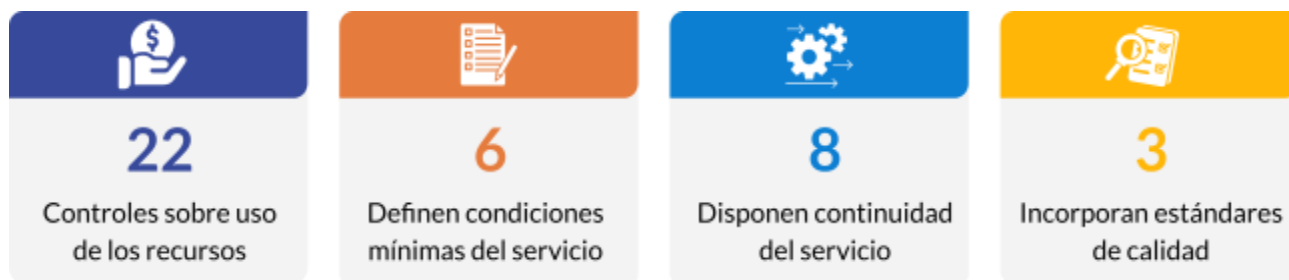 $
22
Controles sobre uso
de los recursos
6
Definen condiciones
mínimas del servicio
8
Disponen continuidad
del servicio
3
Incorporan estándares
de calidad